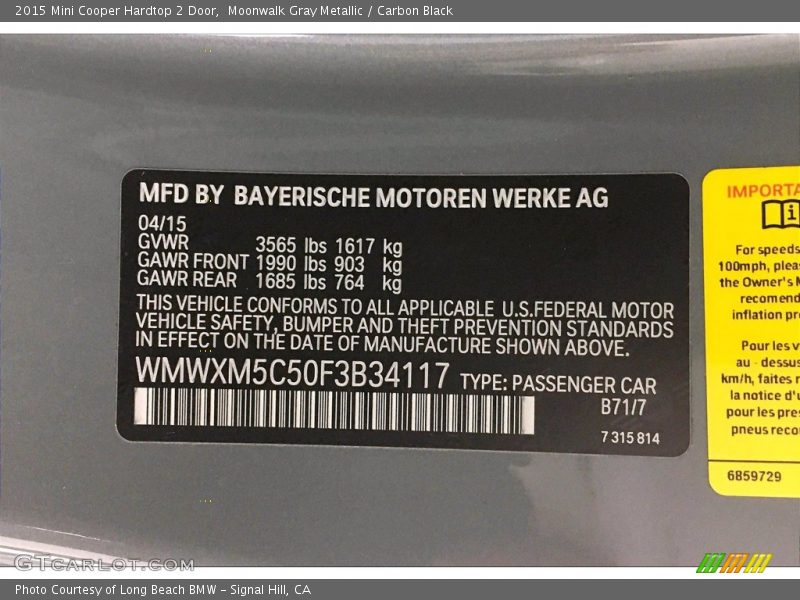 2015 Mini Cooper Hardtop 2 Door,  Moonwalk Gray Metallic / Carbon Black
MFD BY BAYERISCHE MOTOREN WERKE AG
04/15
GVWR 3565 lbs 1617 kg
GAWR FRONT 1990 lbs 903 kg
GAWR REAR 1685 lbs 764 kg
THIS VEHICLE CONFORMS TO ALL APPLICABLE U.S.FEDERAL MOTOR
VEHICLE SAFETY, BUMPER AND THEFT PREVENTION STANDARDS
IN EFFECT ON THE DATE OF MANUFACTURE SHOWN ABOVE.
WMWXM5C50F3B34117 TYPE: PASSENGER CAR
B71/7
7 315 814
IMPORTA
i
For speeds
100mph, pleas
the Owner's M
recomend
inflation pre
Pour les v
au - dessus
km/h, faites r
la notice d'u
pour les pres
pneus reco
6859729
GTCARLOT.COM
Photo Courtesy of Long Beach BMW - Signal Hill, CA